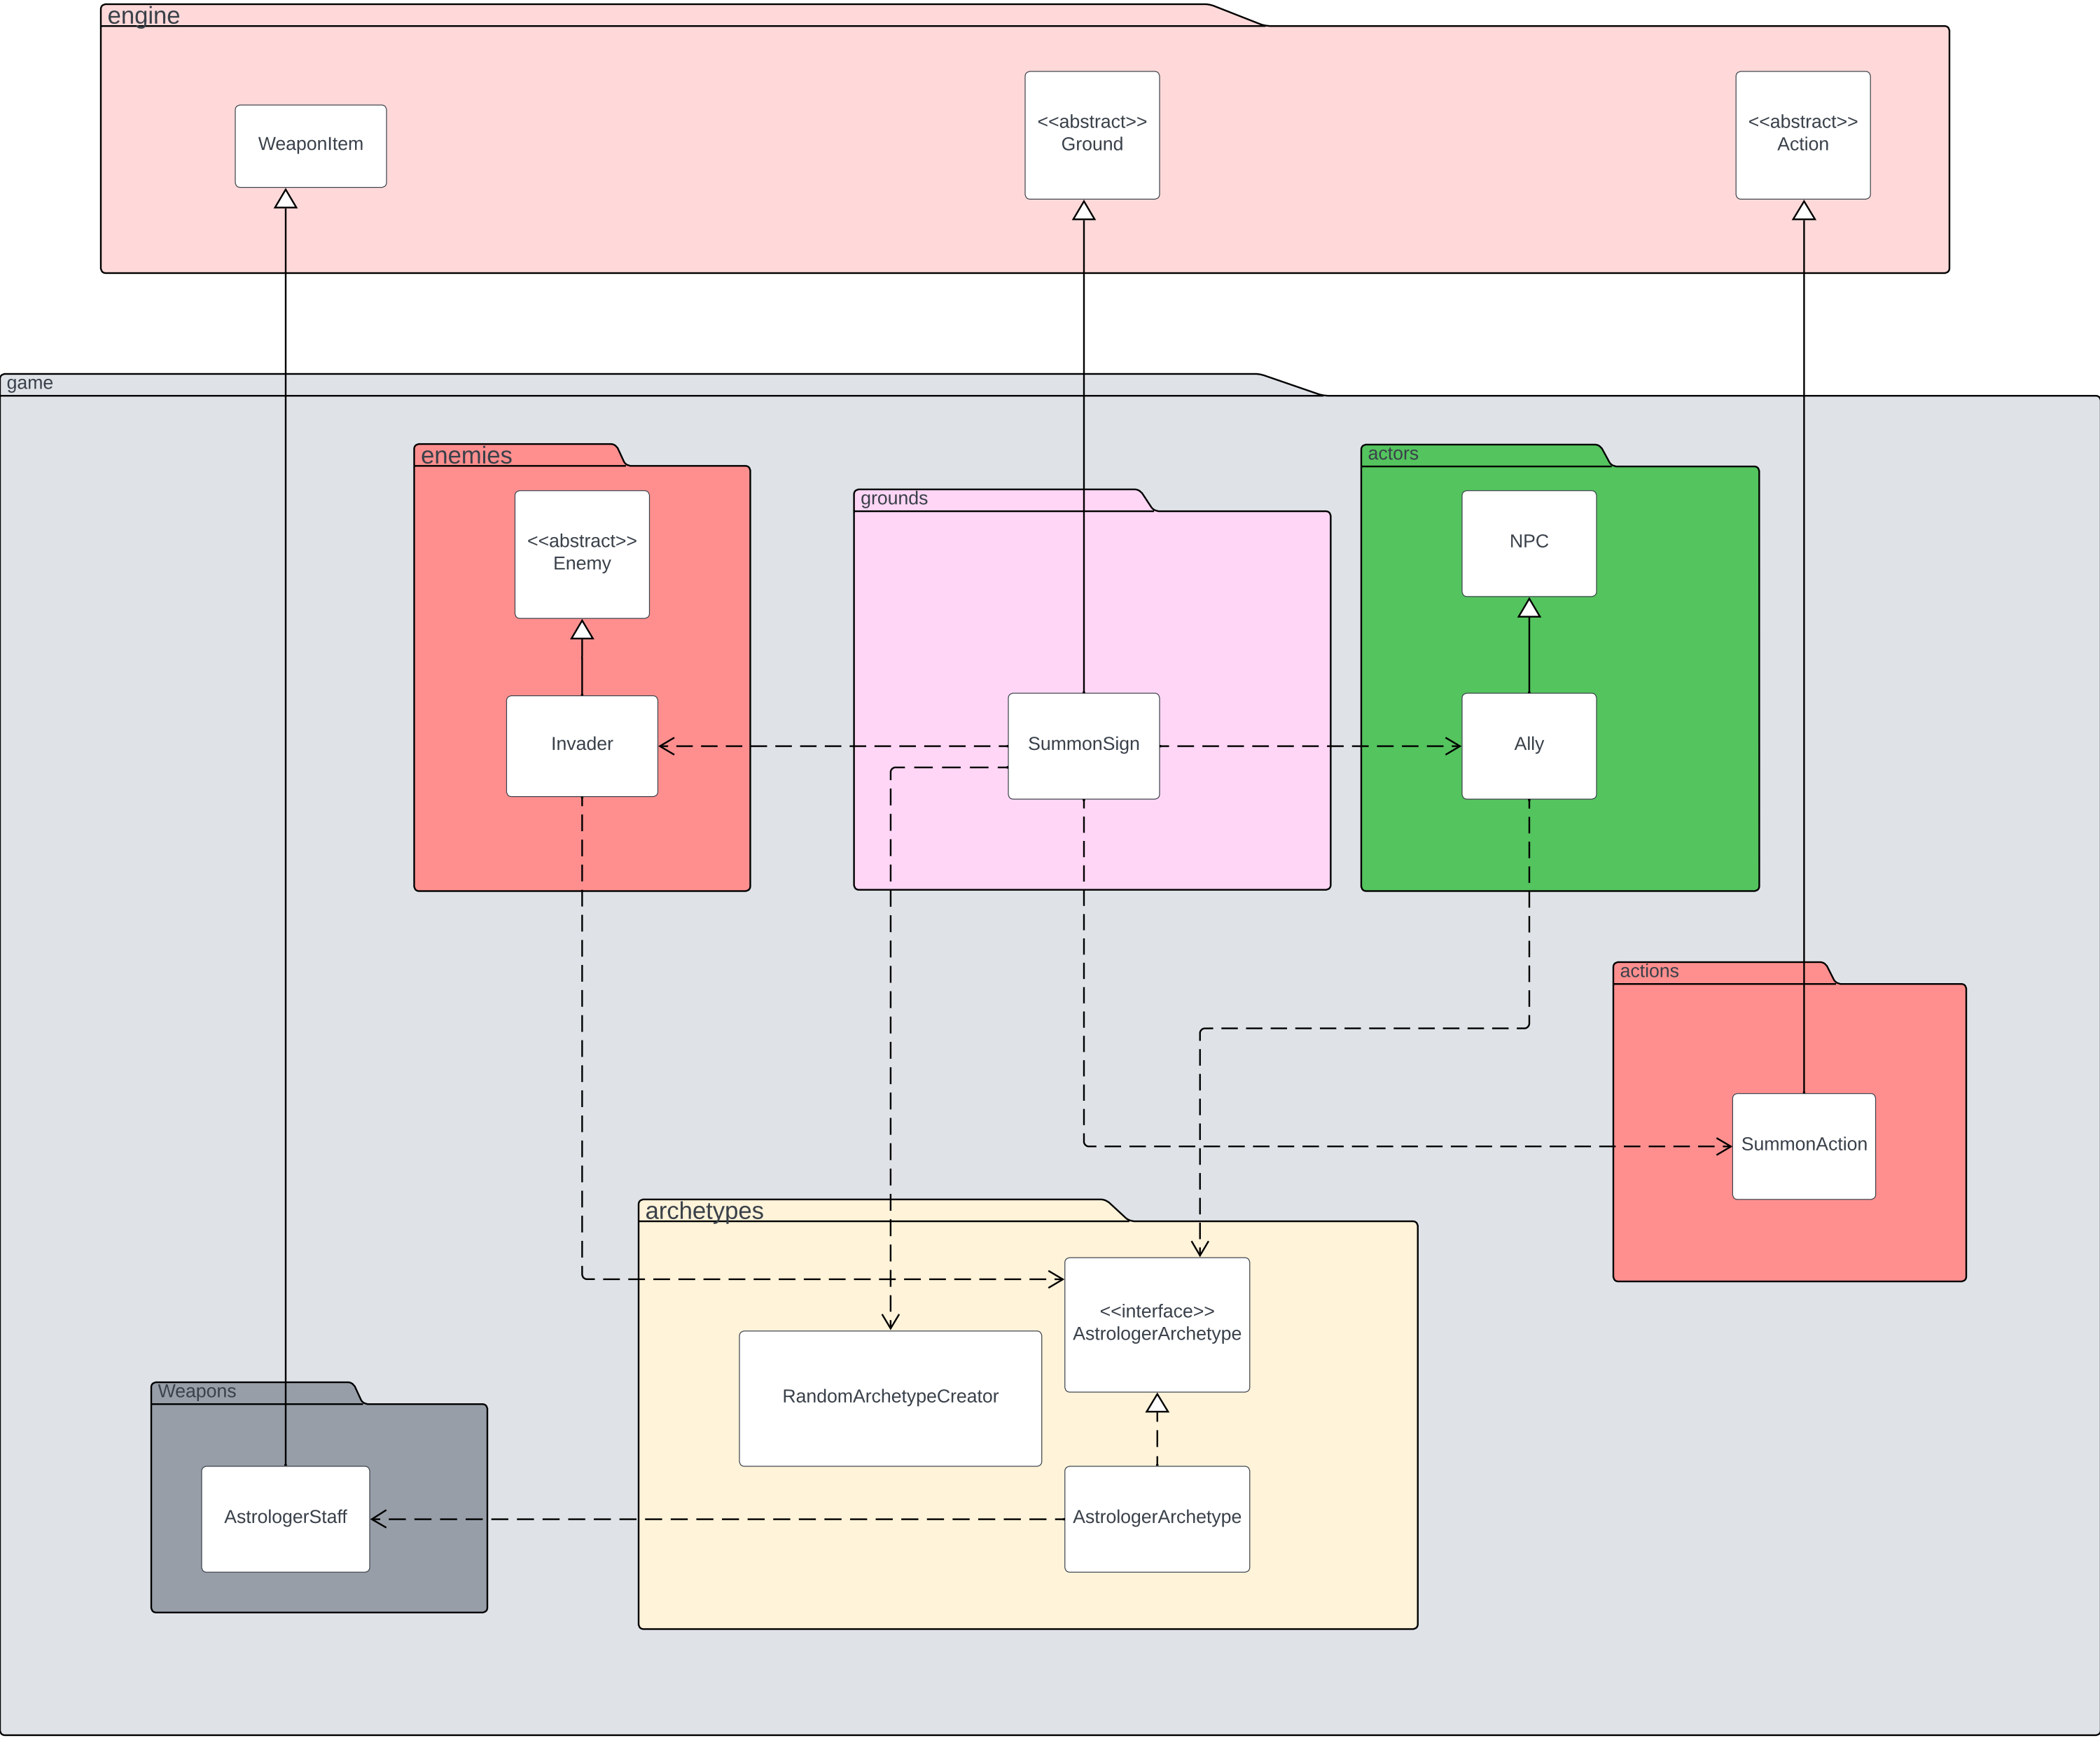 engine
WeaponItem
<<abstract>>
Ground
<<abstract>>
Action
game
enemies
<<abstract>>
Enemy
Invader
grounds
SummonSign
actors
NPC
Ally
actions
SummonAction
archetypes
<<interface>>
AstrologerArchetype
RandomArchetypeCreator
AstrologerArchetype
Weapons
AstrologerStaff